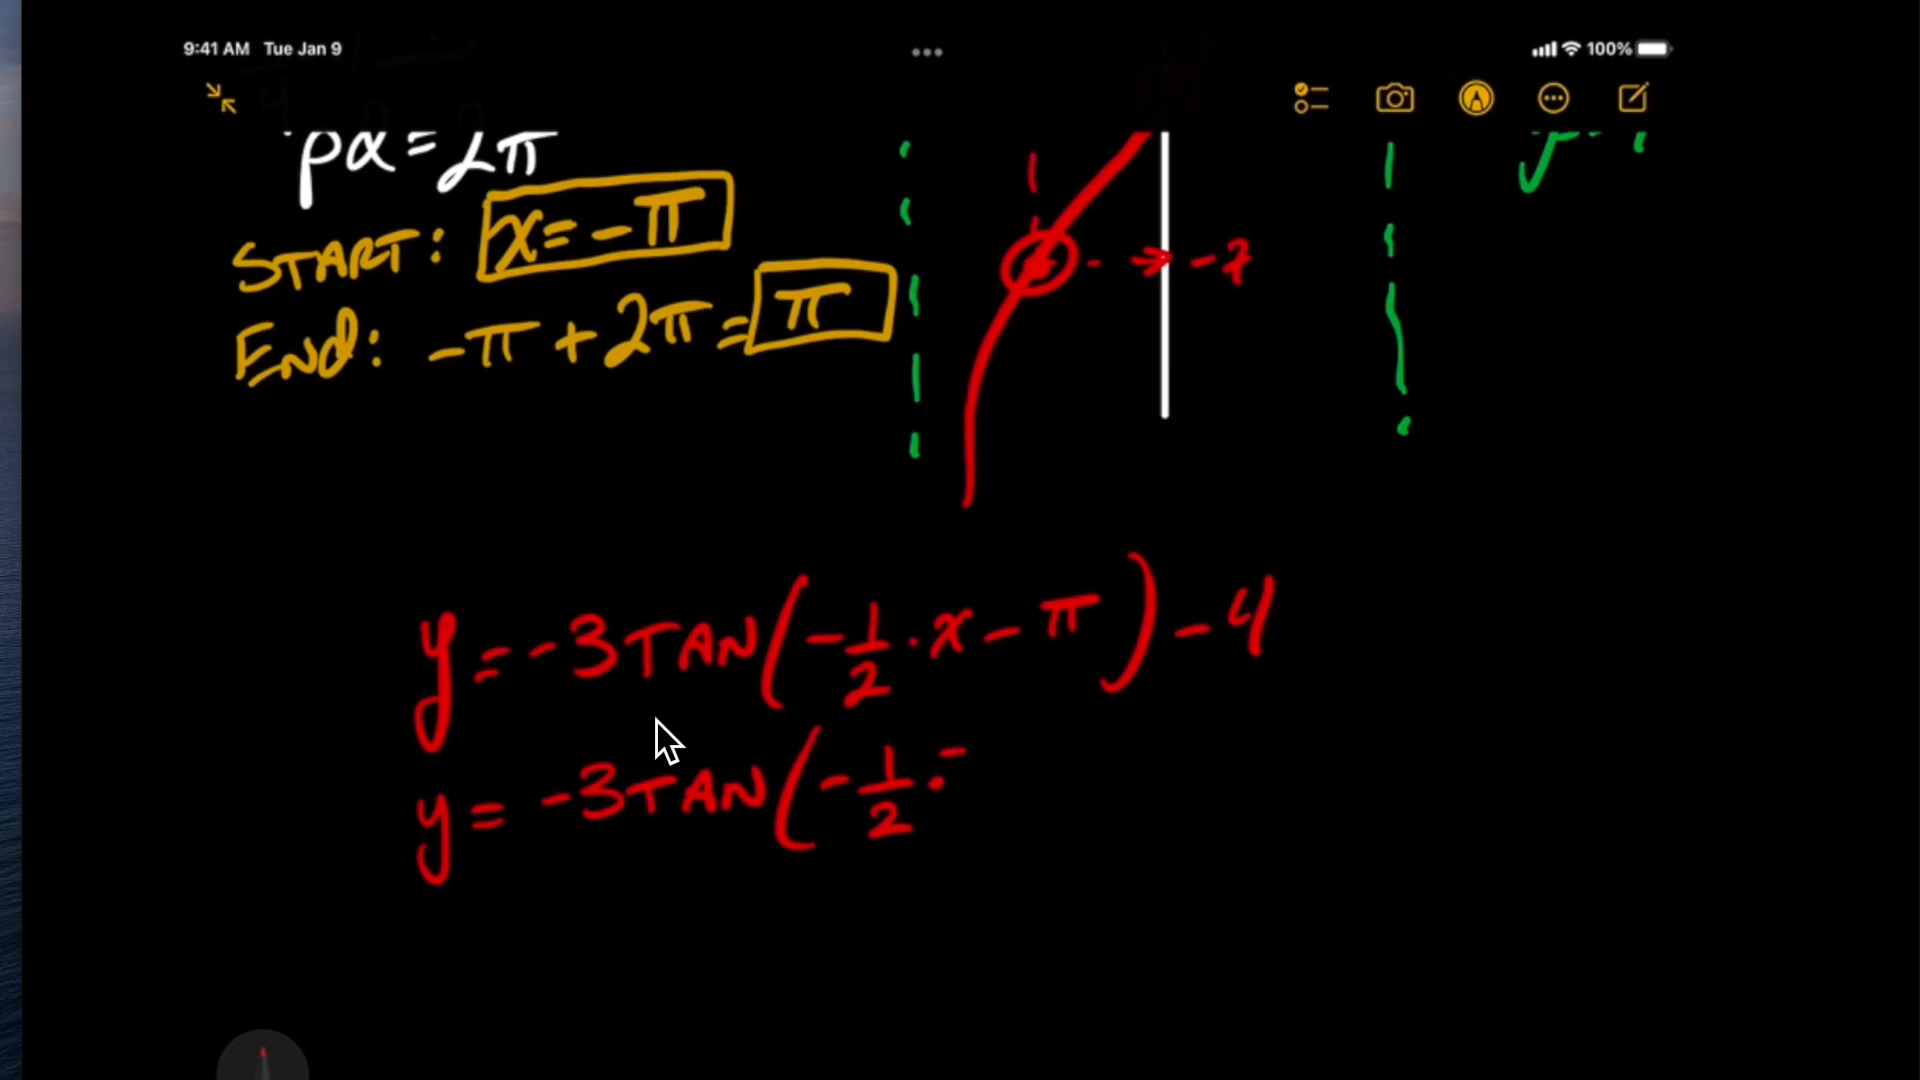 9:41 AM Tue Jan 9
100%
pα=2π
START: x=-π
END: -π+2π=π
-7
y=-3TAN(-1/2·x-π)-4
y=-3TAN(-1/2·-